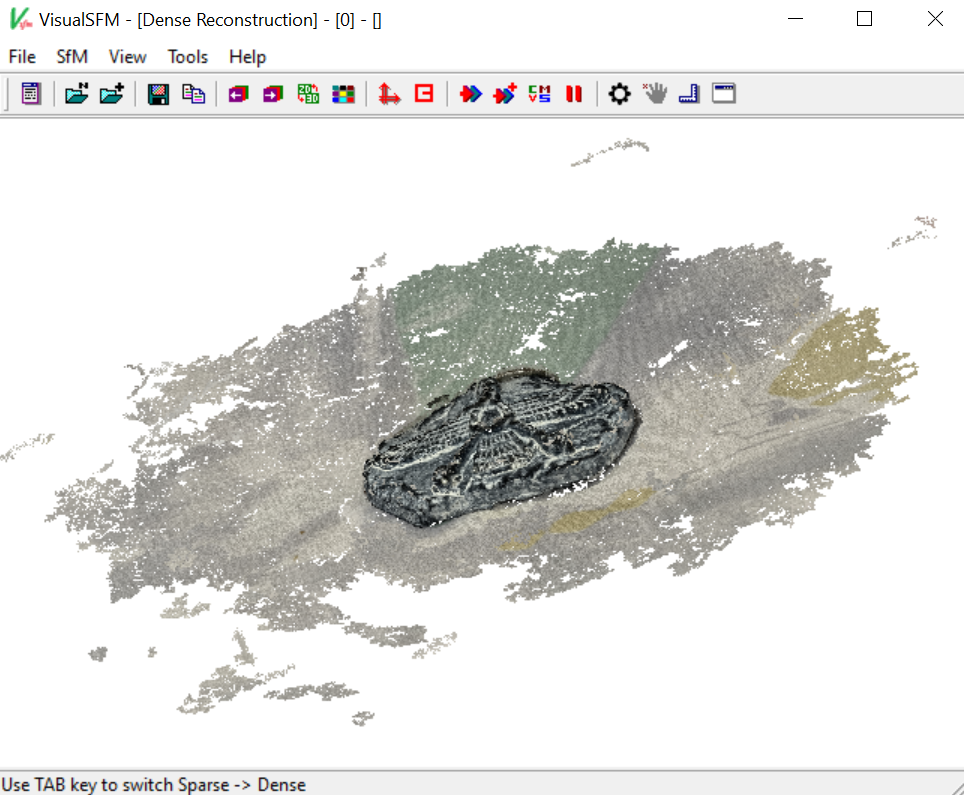 VisualSFM - [Dense Reconstruction] - [0] - []
File SfM View Tools Help
Use TAB key to switch Sparse -> Dense